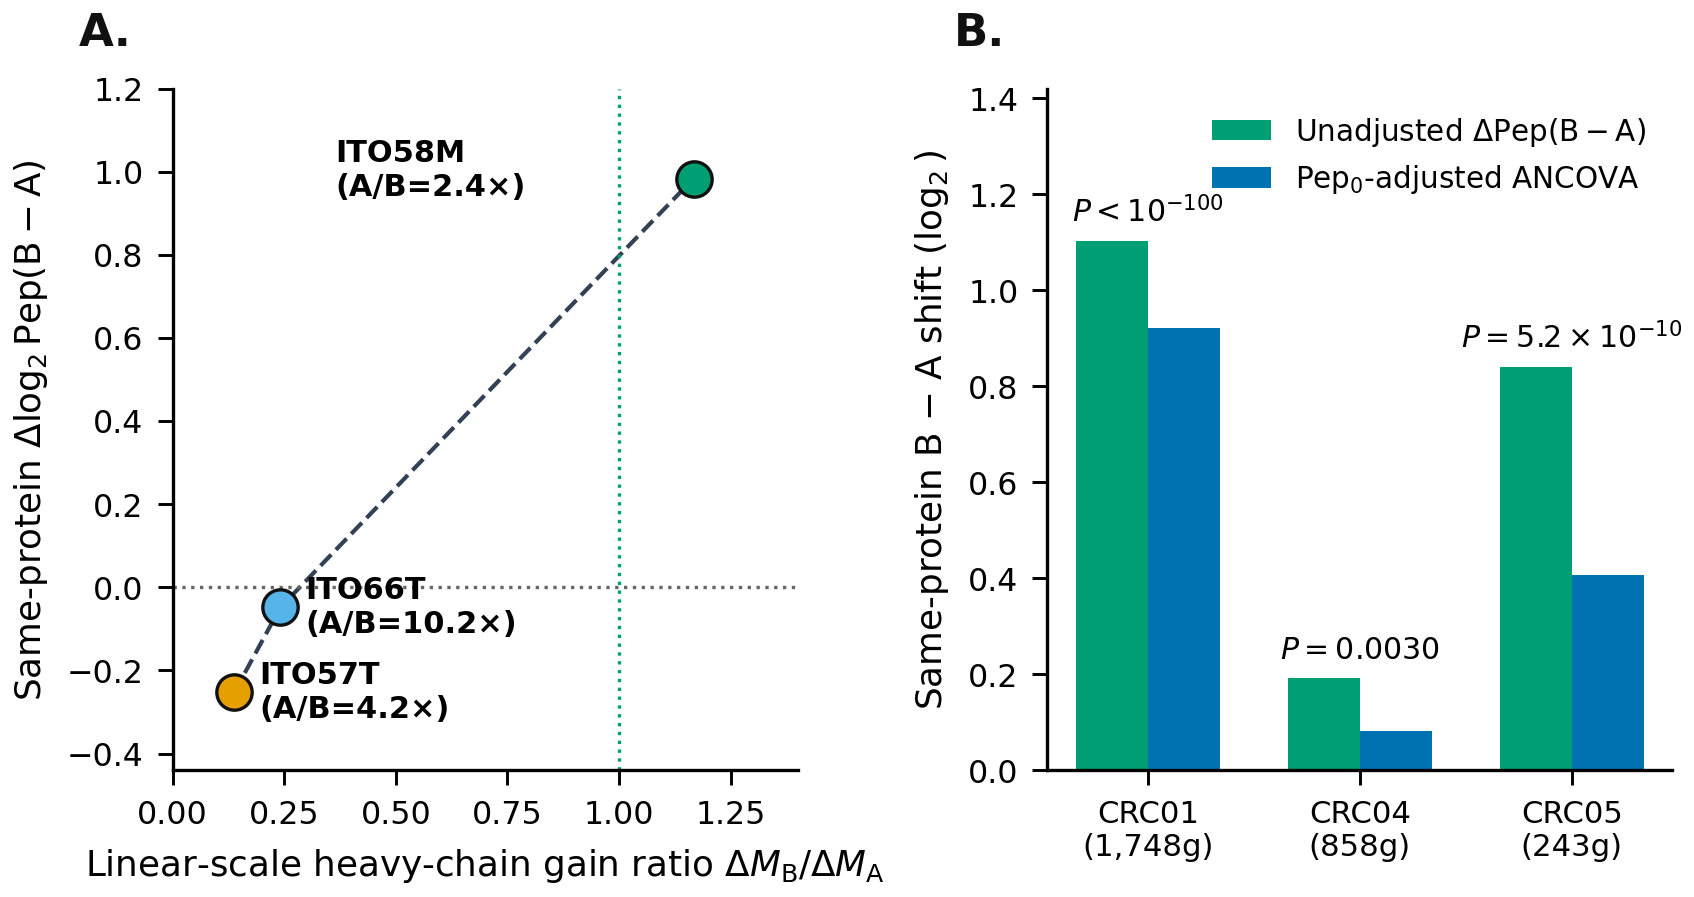 A.
Same-protein Δlog₂ Pep(B − A)
1.2
1.0
0.8
0.6
0.4
0.2
0.0
−0.2
−0.4
ITO58M
(A/B=2.4×)
ITO66T
(A/B=10.2×)
ITO57T
(A/B=4.2×)
0.00 0.25 0.50 0.75 1.00 1.25
Linear-scale heavy-chain gain ratio ΔM_B/ΔM_A
B.
Same-protein B − A shift (log₂)
1.4
1.2
1.0
0.8
0.6
0.4
0.2
0.0
Unadjusted ΔPep(B − A)
Pep₀-adjusted ANCOVA
P < 10⁻¹⁰⁰
P = 0.0030
P = 5.2 × 10⁻¹⁰
CRC01 CRC04 CRC05
(1,748g) (858g) (243g)